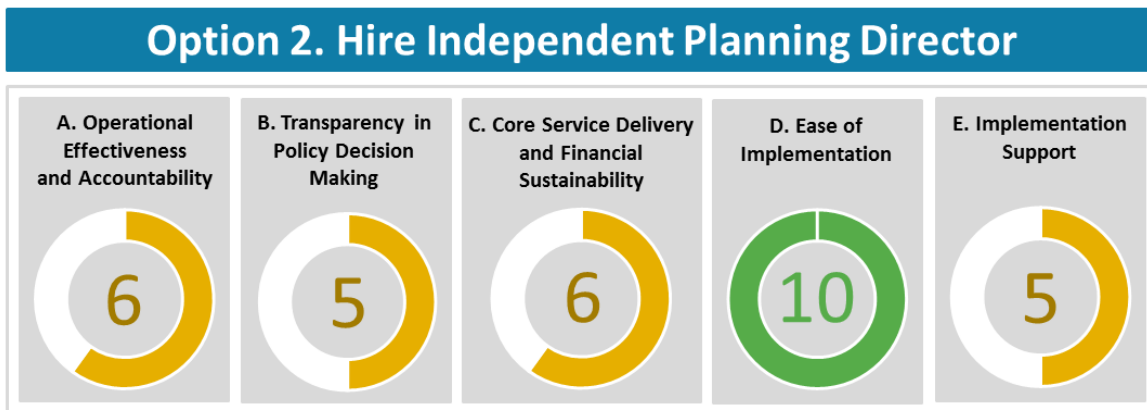 Option 2. Hire Independent Planning Director
A. Operational
Effectiveness
and Accountability
6
B. Transparency in
Policy Decision
Making
5
C. Core Service Delivery
and Financial
Sustainability
6
D. Ease of
Implementation
10
E. Implementation
Support
5